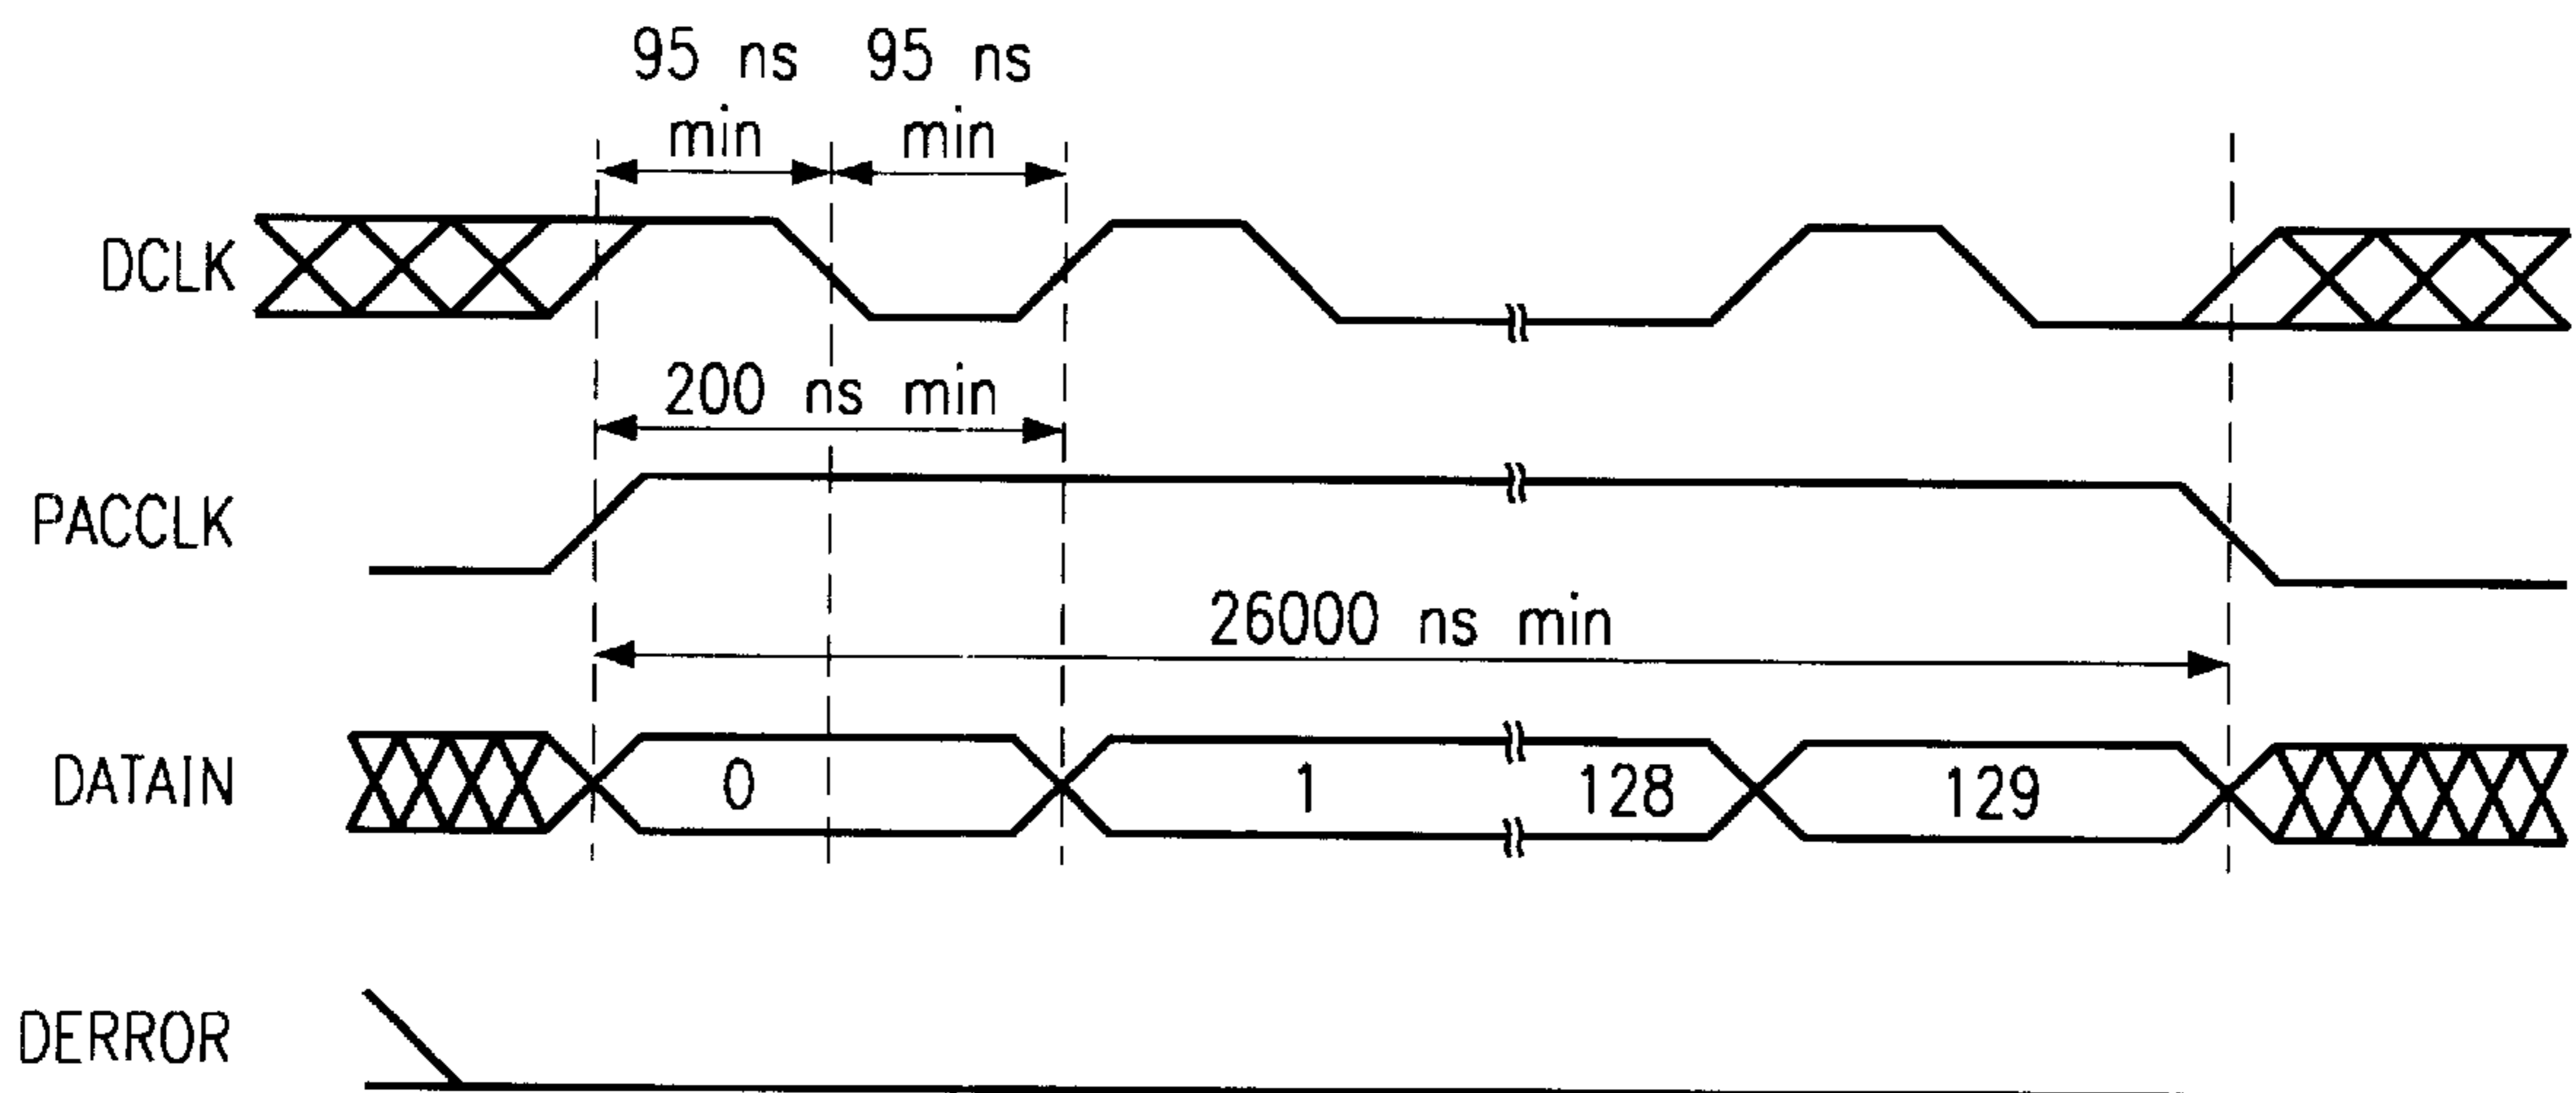 95 ns 95 ns
min min
DCLK
200 ns min
PACCLK
26000 ns min
DATAIN 0 1 128 129
DERROR